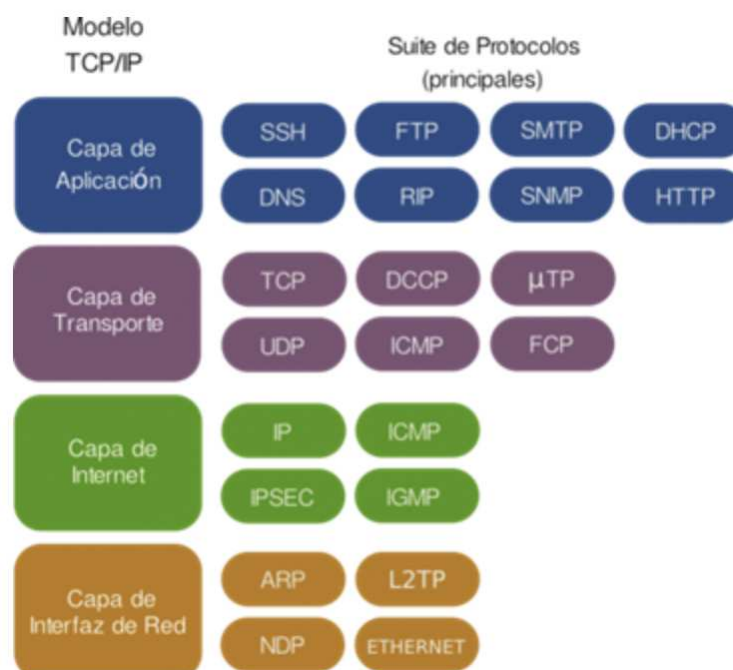 Modelo
TCP/IP
Suite de Protocolos
(principales)
Capa de
Aplicación
SSH FTP SMTP DHCP
DNS RIP SNMP HTTP
Capa de
Transporte
TCP DCCP µTP
UDP ICMP FCP
Capa de
Internet
IP ICMP
IPSEC IGMP
Capa de
Interfaz de Red
ARP L2TP
NDP ETHERNET